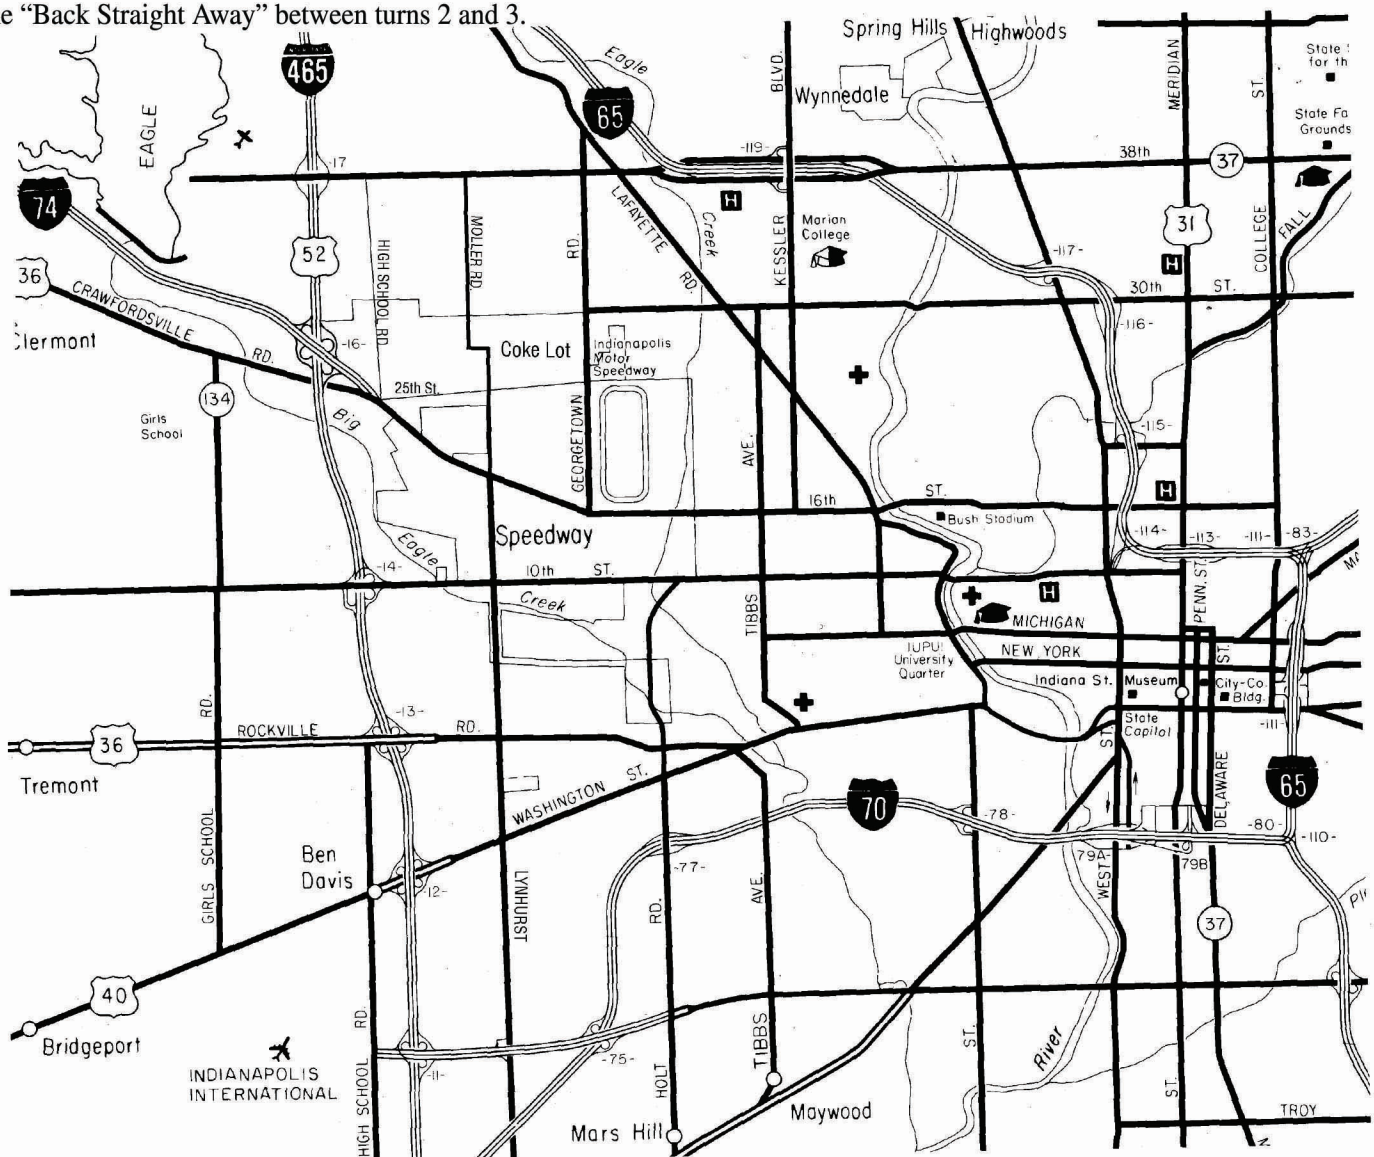 "Back Straight Away" between turns 2 and 3.
Spring Hills
Highwoods
465
65
Eagle
BLVD.
Wynnedale
MERIDIAN
ST.
State
for th
State Fa
Grounds
EAGLE
-17
-119-
38th
37
74
H
LAFAYETTE
RD.
Creek
KESSLER
Marian
College
31
COLLEGE
FALL
36
52
HIGH SCHOOL RD.
MOLLER RD.
RD.
-117-
H
30th
ST.
CRAWFORDSVILLE
RD.
Clermont
-16-
Coke Lot
Indianapolis
Motor
Speedway
-116-
134
25th St.
Girls
School
Big
GEORGETOWN
AVE.
-115-
16th
ST.
H
Bush Stadium
Speedway
Eagle
-14-
-114-
-113-
-111-
-83-
10th
ST.
Creek
TIBBS
H
PENN ST.
MICHIGAN
IUPUI
University
Quarter
NEW YORK
ST.
Indiana St.
Museum
City-Co.
Bldg.
RD.
-13-
State
Capitol
ST.
-111-
36
ROCKVILLE
RD.
Tremont
WASHINGTON
ST.
DELAWARE
70
65
-78-
-80-
-110-
GIRLS SCHOOL
Ben
Davis
-12-
-77-
79A-
79B
WEST
LYNHURST
RD.
AVE.
37
40
Bridgeport
RD.
INDIANAPOLIS
INTERNATIONAL
-11-
-75-
HIGH SCHOOL
HOLT
TIBBS
ST.
River
ST.
Mars Hill
Maywood
TROY